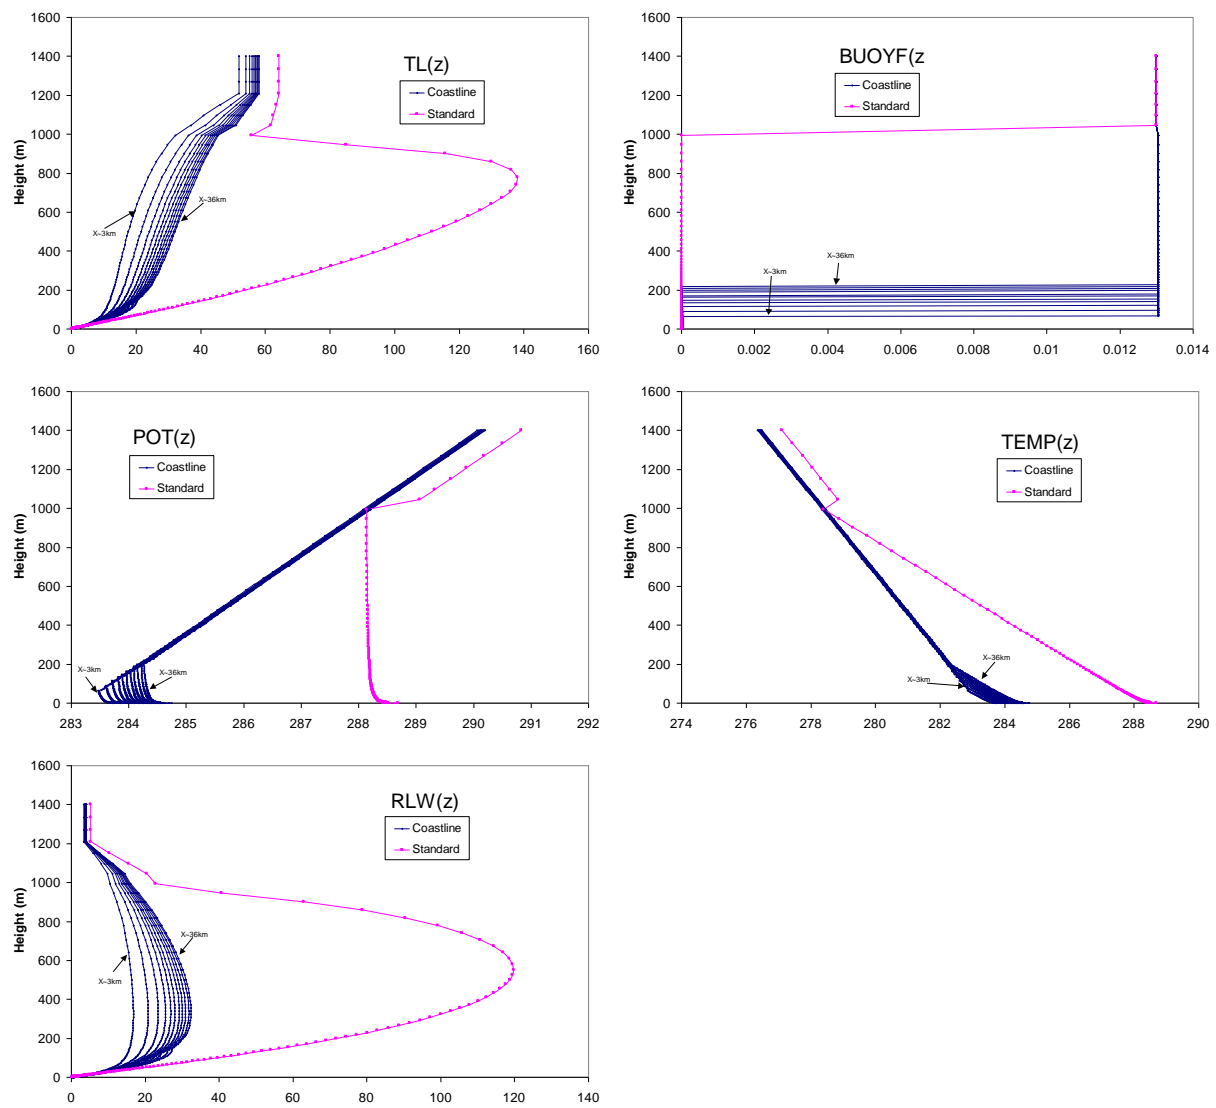 TL(z)
Coastline
Standard
Height (m)
1600
1400
1200
1000
800
600
400
200
0
X~3km
X~36km
0 20 40 60 80 100 120 140 160
BUOYF(z
Coastline
Standard
Height (m)
1600
1400
1200
1000
800
600
400
200
0
X~36km
X~3km
0 0.002 0.004 0.006 0.008 0.01 0.012 0.014
POT(z)
Coastline
Standard
Height (m)
1600
1400
1200
1000
800
600
400
200
0
X~3km
X~36km
283 284 285 286 287 288 289 290 291 292
TEMP(z)
Coastline
Standard
Height (m)
1600
1400
1200
1000
800
600
400
200
0
X~36km
X~3km
274 276 278 280 282 284 286 288 290
RLW(z)
Coastline
Standard
Height (m)
1600
1400
1200
1000
800
600
400
200
0
X~36km
X~3km
0 20 40 60 80 100 120 140